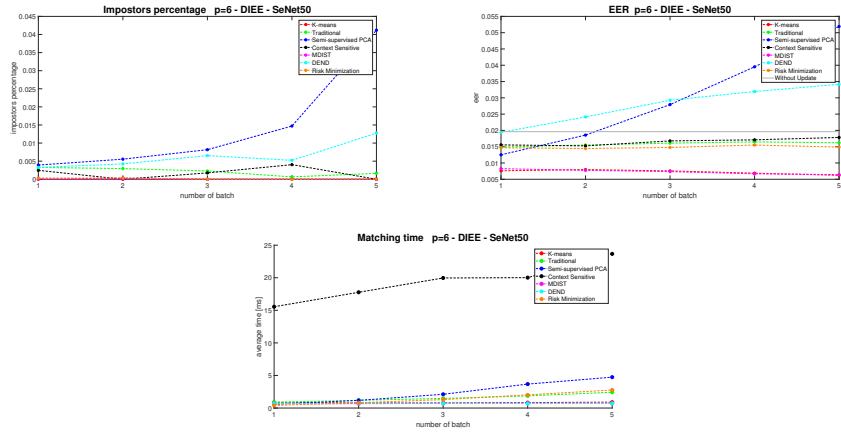 Impostors percentage p=6 - DIEE - SeNet50
impostors percentage
0.045
0.04
0.035
0.03
0.025
0.02
0.015
0.01
0.005
0
1 2 3 4 5
number of batch
K-means
Traditional
Semi-supervised PCA
Context Sensitive
MDIST
DEND
Risk Minimization
EER p=6 - DIEE - SeNet50
eer
0.055
0.05
0.045
0.04
0.035
0.03
0.025
0.02
0.015
0.01
0.005
1 2 3 4 5
number of batch
K-means
Traditional
Semi-supervised PCA
Context Sensitive
MDIST
DEND
Risk Minimization
Without Update
Matching time p=6 - DIEE - SeNet50
average time [ms]
25
20
15
10
5
0
1 2 3 4 5
number of batch
K-means
Traditional
Semi-supervised PCA
Context Sensitive
MDIST
DEND
Risk Minimization